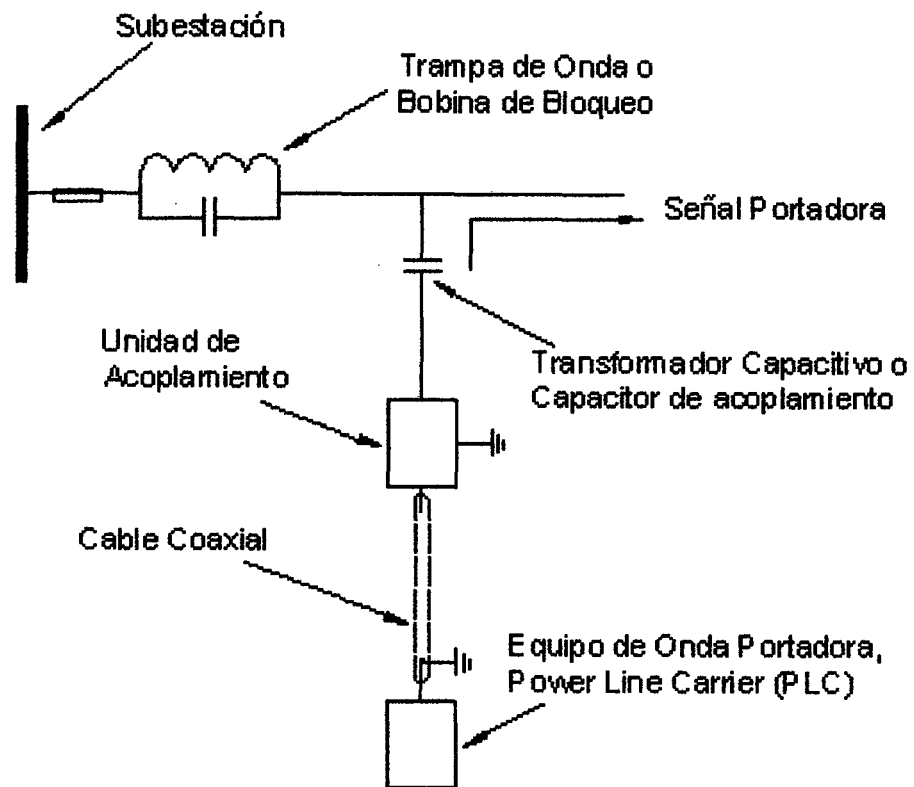 Subestación
Trampa de Onda o
Bobina de Bloqueo
Señal Portadora
Unidad de
Acoplamiento
Transformador Capacitivo o
Capacitor de acoplamiento
Cable Coaxial
Equipo de Onda Portadora,
Power Line Carrier (PLC)